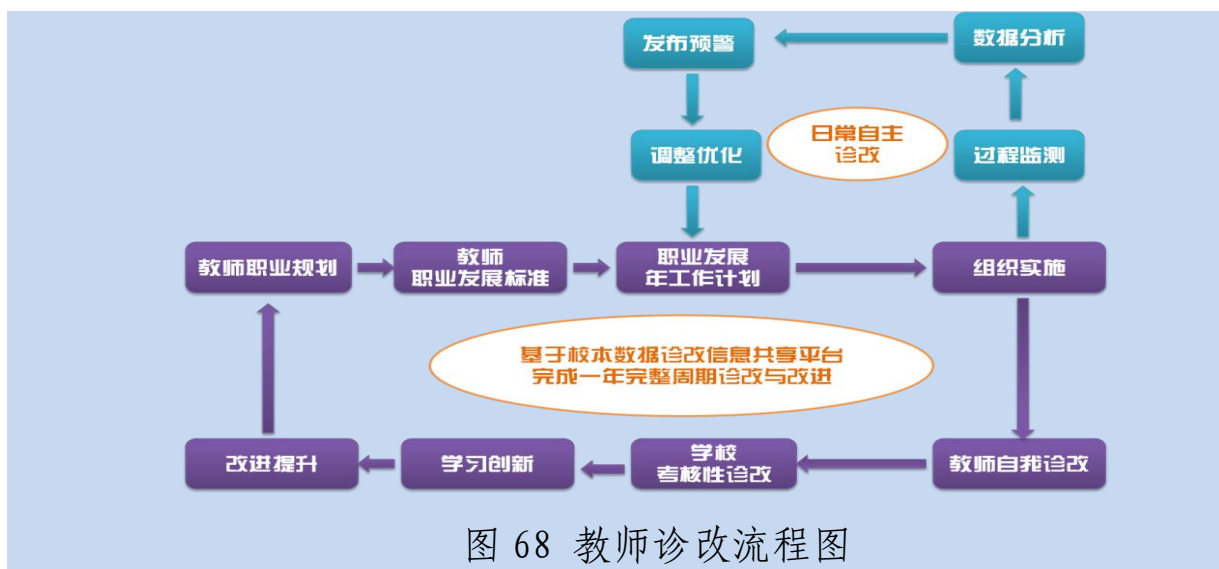 发布预警
数据分析
调整优化
日常自主
诊改
过程监测
教师职业规划
教师
职业发展标准
职业发展
年工作计划
组织实施
基于校本数据诊改信息共享平台
完成一年完整周期诊改与改进
改进提升
学习创新
学校
考核性诊改
教师自我诊改
图 68 教师诊改流程图